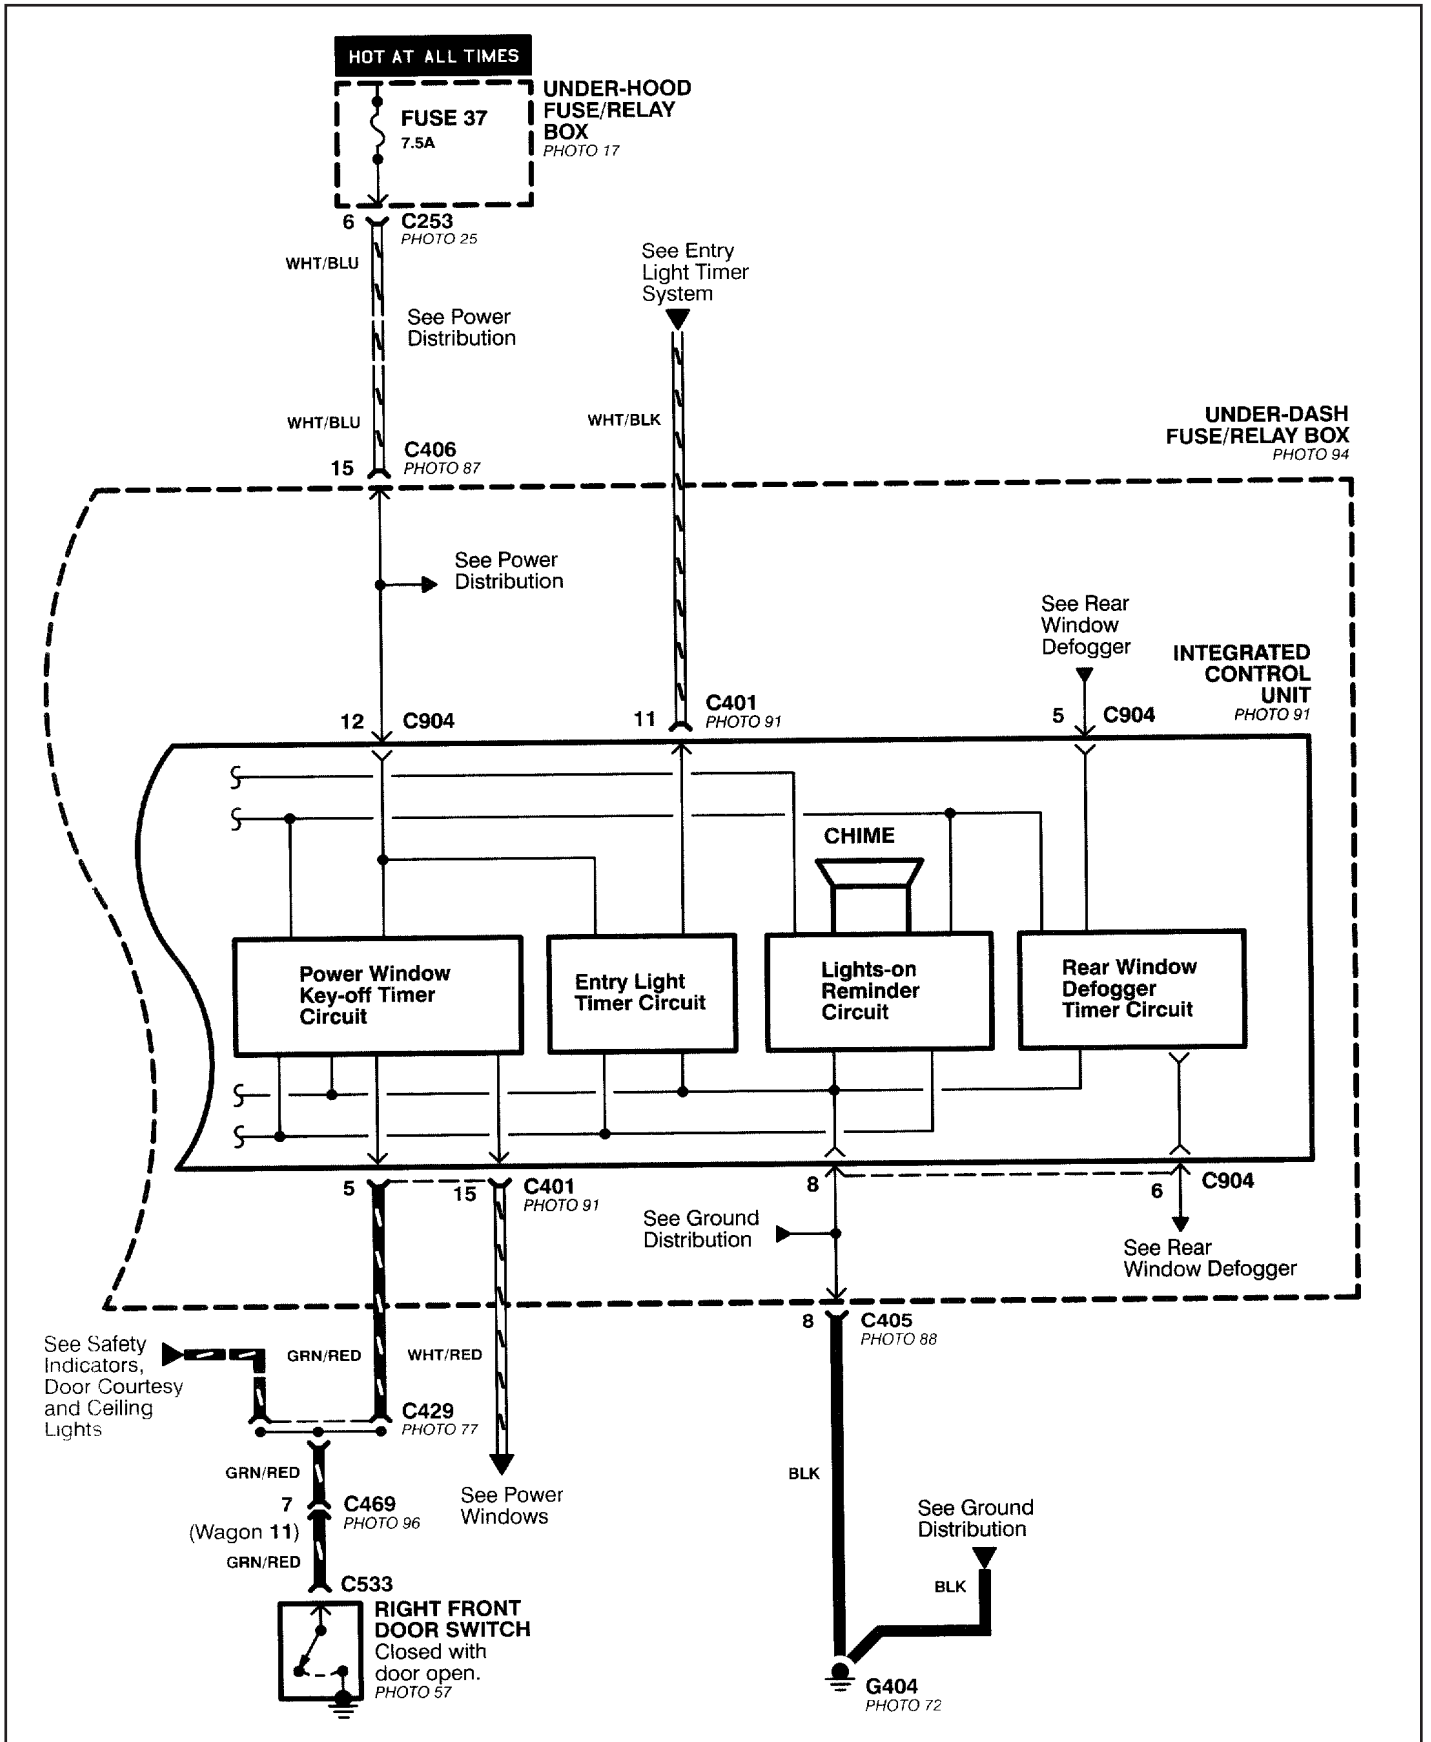 HOT AT ALL TIMES
UNDER-HOOD
FUSE/RELAY
BOX
PHOTO 17
FUSE 37
7.5A
6
C253
PHOTO 25
WHT/BLU
See Power
Distribution
WHT/BLU
C406
PHOTO 87
15
See Entry
Light Timer
System
WHT/BLK
UNDER-DASH
FUSE/RELAY BOX
PHOTO 94
See Power
Distribution
See Rear
Window
Defogger
INTEGRATED
CONTROL
UNIT
PHOTO 91
12
C904
11
C401
PHOTO 91
5
C904
CHIME
Power Window
Key-off Timer
Circuit
Entry Light
Timer Circuit
Lights-on
Reminder
Circuit
Rear Window
Defogger
Timer Circuit
5
15
C401
PHOTO 91
8
6
C904
See Ground
Distribution
See Rear
Window Defogger
8
C405
PHOTO 88
See Safety
Indicators,
Door Courtesy
and Ceiling
Lights
GRN/RED
WHT/RED
C429
PHOTO 77
GRN/RED
7
C469
PHOTO 96
(Wagon 11)
GRN/RED
See Power
Windows
C533
RIGHT FRONT
DOOR SWITCH
Closed with
door open.
PHOTO 57
BLK
See Ground
Distribution
BLK
G404
PHOTO 72